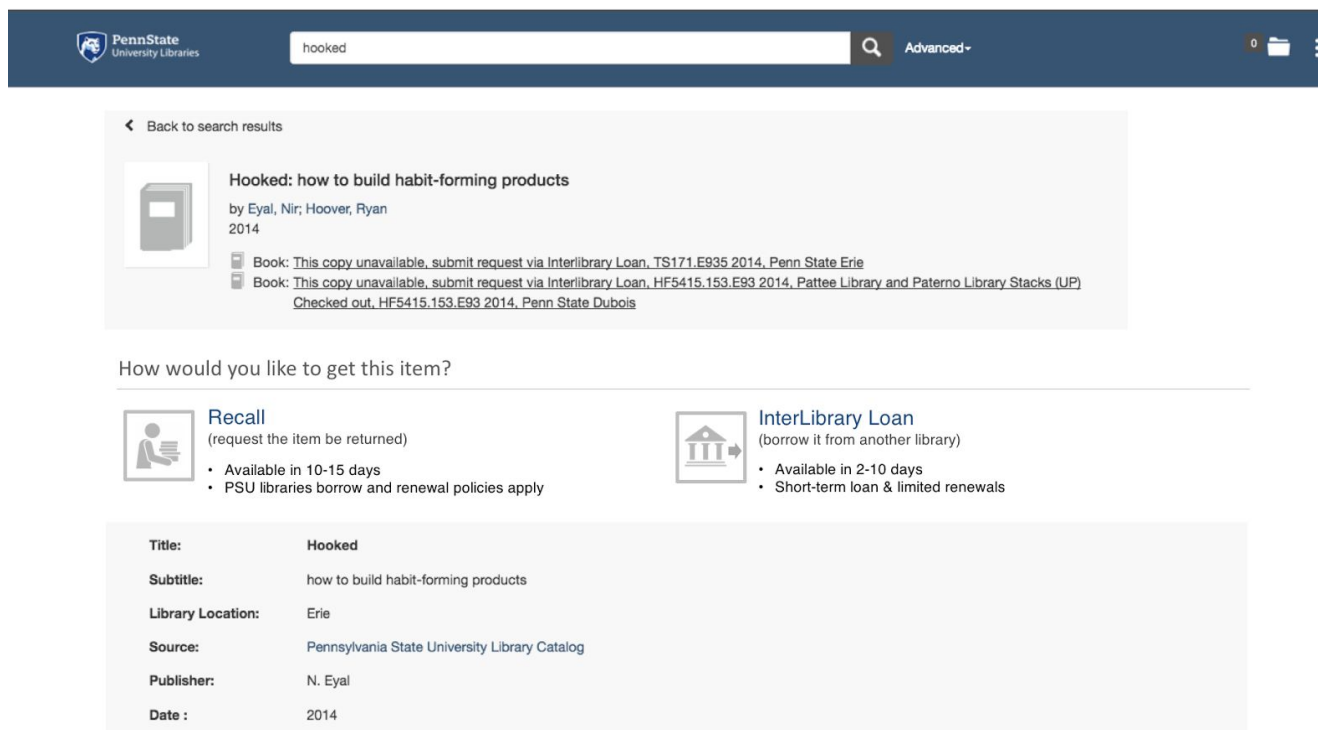 PennState
University Libraries
hooked
Advanced
0
Back to search results
Hooked: how to build habit-forming products
by Eyal, Nir; Hoover, Ryan
2014
Book: This copy unavailable, submit request via Interlibrary Loan, TS171.E935 2014, Penn State Erie
Book: This copy unavailable, submit request via Interlibrary Loan, HF5415.153.E93 2014, Pattee Library and Paterno Library Stacks (UP)
Checked out, HF5415.153.E93 2014, Penn State Dubois
How would you like to get this item?
Recall
(request the item be returned)
• Available in 10-15 days
• PSU libraries borrow and renewal policies apply
InterLibrary Loan
(borrow it from another library)
• Available in 2-10 days
• Short-term loan & limited renewals
Title: Hooked
Subtitle: how to build habit-forming products
Library Location: Erie
Source: Pennsylvania State University Library Catalog
Publisher: N. Eyal
Date : 2014